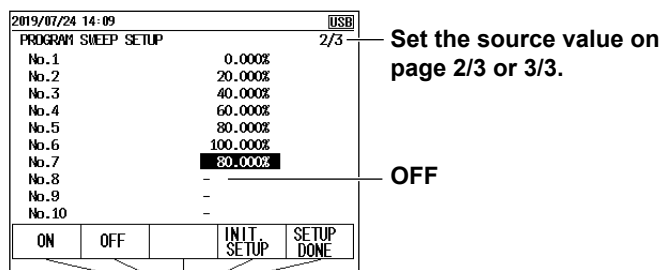 2019/07/24 14:09 USB
PROGRAM SWEEP SETUP 2/3
No.1 0.000%
No.2 20.000%
No.3 40.000%
No.4 60.000%
No.5 80.000%
No.6 100.000%
No.7 80.000%
No.8 -
No.9 -
No.10 -
ON OFF INIT. SETUP SETUP DONE
Set the source value on
page 2/3 or 3/3.
OFF